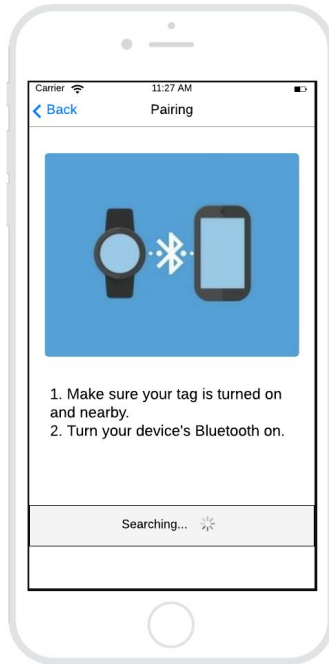 Carrier 11:27 AM
Back Pairing
1. Make sure your tag is turned on
and nearby.
2. Turn your device's Bluetooth on.
Searching...